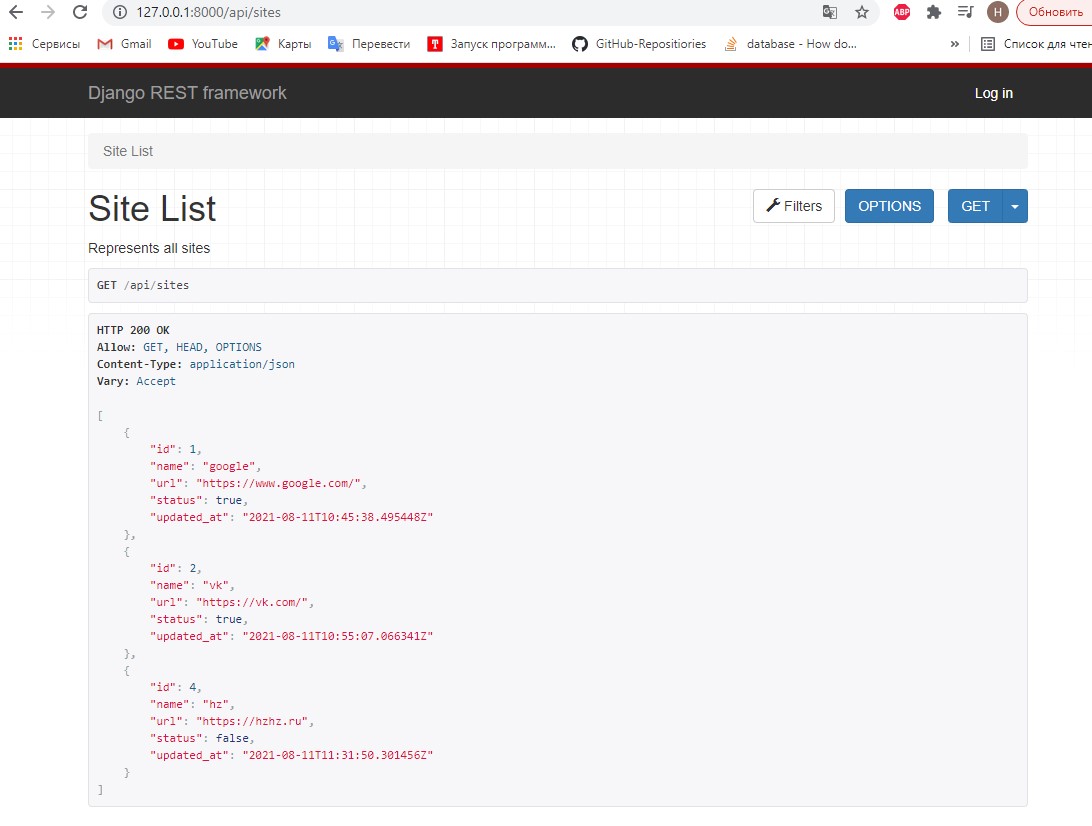 127.0.0.1:8000/api/sites
ABP
H
Обновить
Сервисы Gmail YouTube Карты Перевести Запуск программ... GitHub-Repositiories database - How do... » Список для чтен
Django REST framework Log in
Site List
Site List Filters OPTIONS GET
Represents all sites
GET /api/sites
HTTP 200 OK
Allow: GET, HEAD, OPTIONS
Content-Type: application/json
Vary: Accept
[
{
"id": 1,
"name": "google",
"url": "https://www.google.com/",
"status": true,
"updated_at": "2021-08-11T10:45:38.495448Z"
},
{
"id": 2,
"name": "vk",
"url": "https://vk.com/",
"status": true,
"updated_at": "2021-08-11T10:55:07.066341Z"
},
{
"id": 4,
"name": "hz",
"url": "https://hzhz.ru",
"status": false,
"updated_at": "2021-08-11T11:31:50.301456Z"
}
]